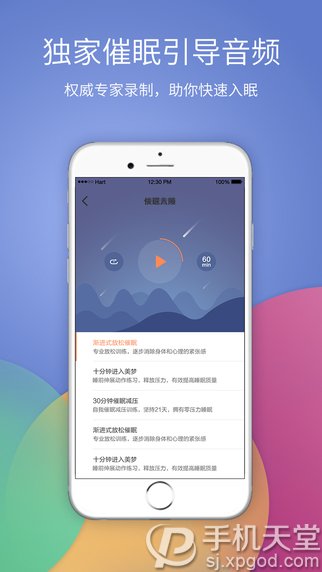 独家催眠引导音频
权威专家录制，助你快速入眠
Hart
12:30 PM
100%
60
min
渐进式放松催眠
专业放松训练，逐步消除身体和心理的紧张感
十分钟进入美梦
睡前伸展动作练习，释放压力，有效提高睡眠质量
30分钟催眠减压
自我催眠减压训练，坚持21天，拥有零压力睡眠
渐进式放松催眠
专业放松训练，逐步消除身体和心理的紧张感
十分钟进入美梦
睡前伸展动作练习，释放压力，有效提高睡眠质量
手机天堂
sj.xpgod.com